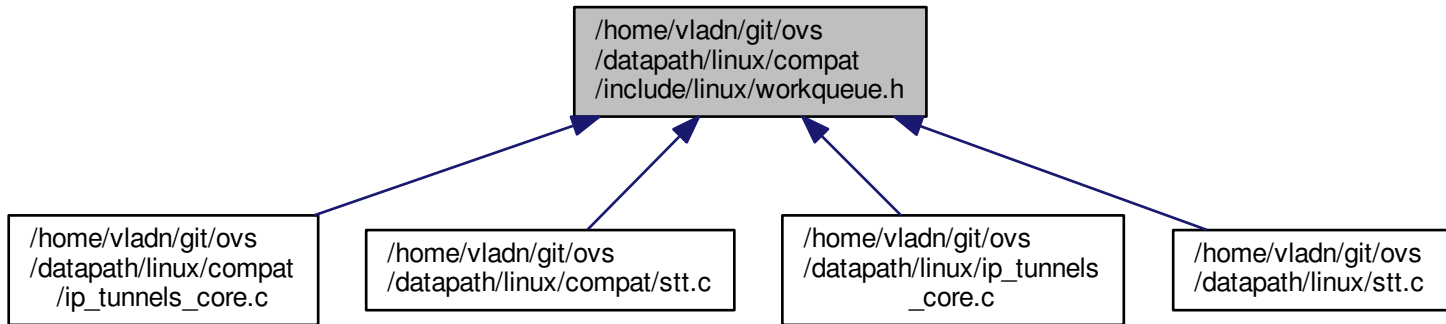 /home/vladn/git/ovs
/datapath/linux/compat
/include/linux/workqueue.h
/home/vladn/git/ovs
/datapath/linux/compat
/ip_tunnels_core.c
/home/vladn/git/ovs
/datapath/linux/compat/stt.c
/home/vladn/git/ovs
/datapath/linux/ip_tunnels
_core.c
/home/vladn/git/ovs
/datapath/linux/stt.c